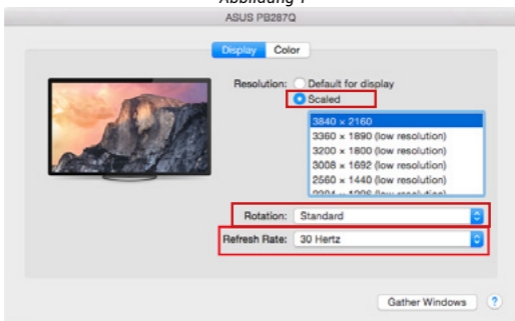 Abbildung 1
ASUS PB287Q
Display Color
Resolution: Default for display
Scaled
3840 × 2160
3360 × 1890 (low resolution)
3200 × 1800 (low resolution)
3008 × 1692 (low resolution)
2560 × 1440 (low resolution)
Rotation: Standard
Refresh Rate: 30 Hertz
Gather Windows ?